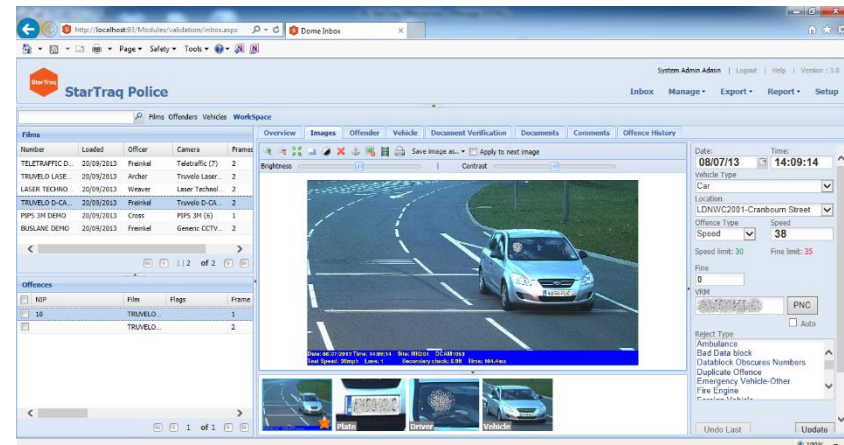 http://localhost:93/Modules/validation/inbox.aspx
Dome Inbox
Page Safety Tools
System Admin Admin | Logout | Help | Version : 3.0
StarTraq
StarTraq Police
Inbox Manage Export Report Setup
Films Offenders Vehicles WorkSpace
Films
Number Loaded Officer Camera Frames
TELETRAFFIC D... 20/09/2013 Freinkel Teletraffic (7) 2
TRUVELO LASE... 20/09/2013 Archer Truvelo Laser... 2
LASER TECHNO... 20/09/2013 Weaver Laser Technol... 2
TRUVELO D-CA... 20/09/2013 Freinkel Truvelo D-CA... 2
PIPS 3M DEMO 20/09/2013 Cross PIPS 3M (6) 1
BUSLANE DEMO 20/09/2013 Freinkel Generic CCTV... 2
1|2 of 2
Offences
NIP Film Flags Frame
10 TRUVELO... 1
TRUVELO... 2
1 of 1
Overview Images Offender Vehicle Document Verification Documents Comments Offence History
Save image as... Apply to next image
Brightness | Contrast
Plate Driver Vehicle
Date: Time:
08/07/13 14:09:14
Vehicle Type
Car
Location
LDNWC2001-Cranbourn Street
Offence Type Speed
Speed 38
Speed limit: 30 Fine limit: 35
Fine
0
VRM
PNC
Auto
Reject Type
Ambulance
Bad Data block
Datablock Obscures Numbers
Duplicate Offence
Emergency Vehicle-Other
Fire Engine
Undo Last Update
100%